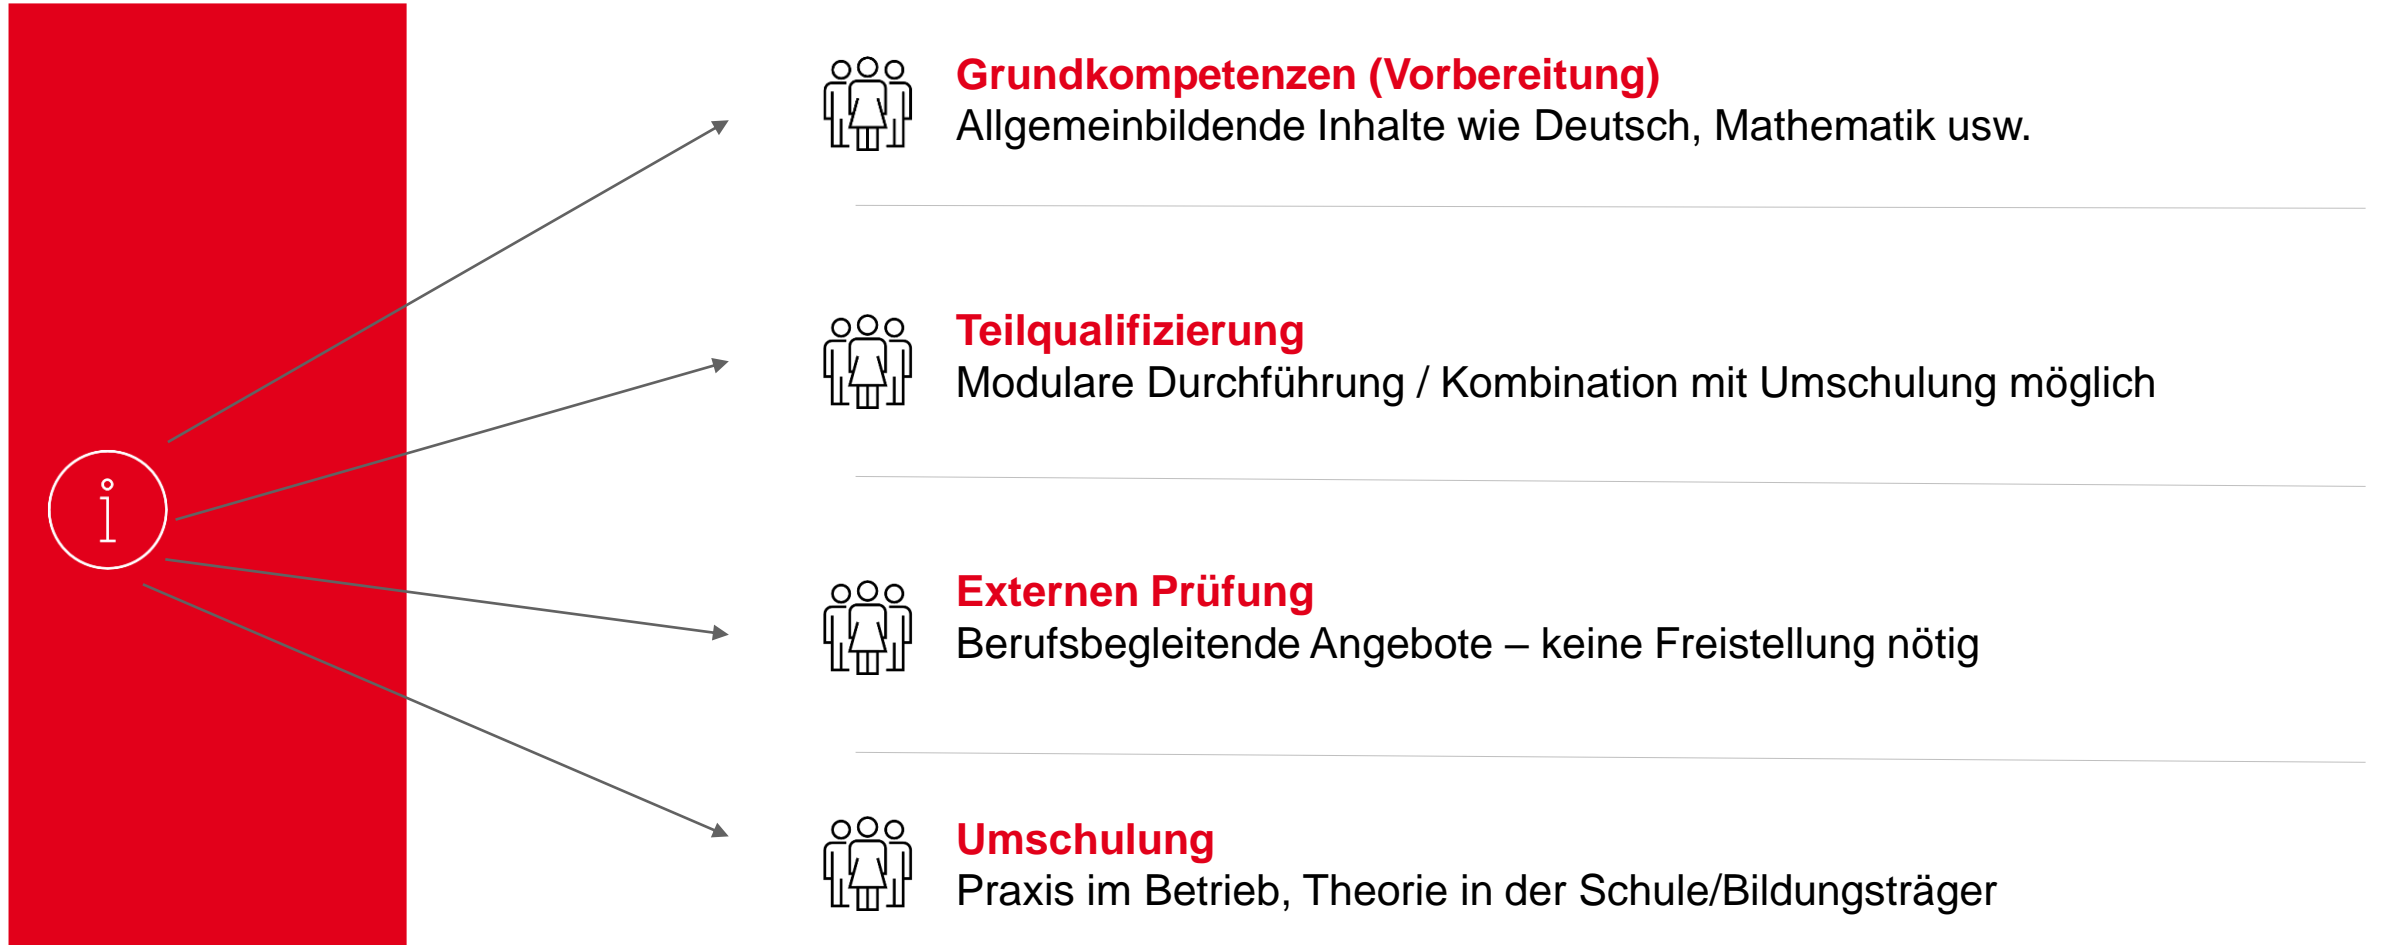 Grundkompetenzen (Vorbereitung)
Allgemeinbildende Inhalte wie Deutsch, Mathematik usw.
Teilqualifizierung
Modulare Durchführung / Kombination mit Umschulung möglich
Externen Prüfung
Berufsbegleitende Angebote – keine Freistellung nötig
Umschulung
Praxis im Betrieb, Theorie in der Schule/Bildungsträger